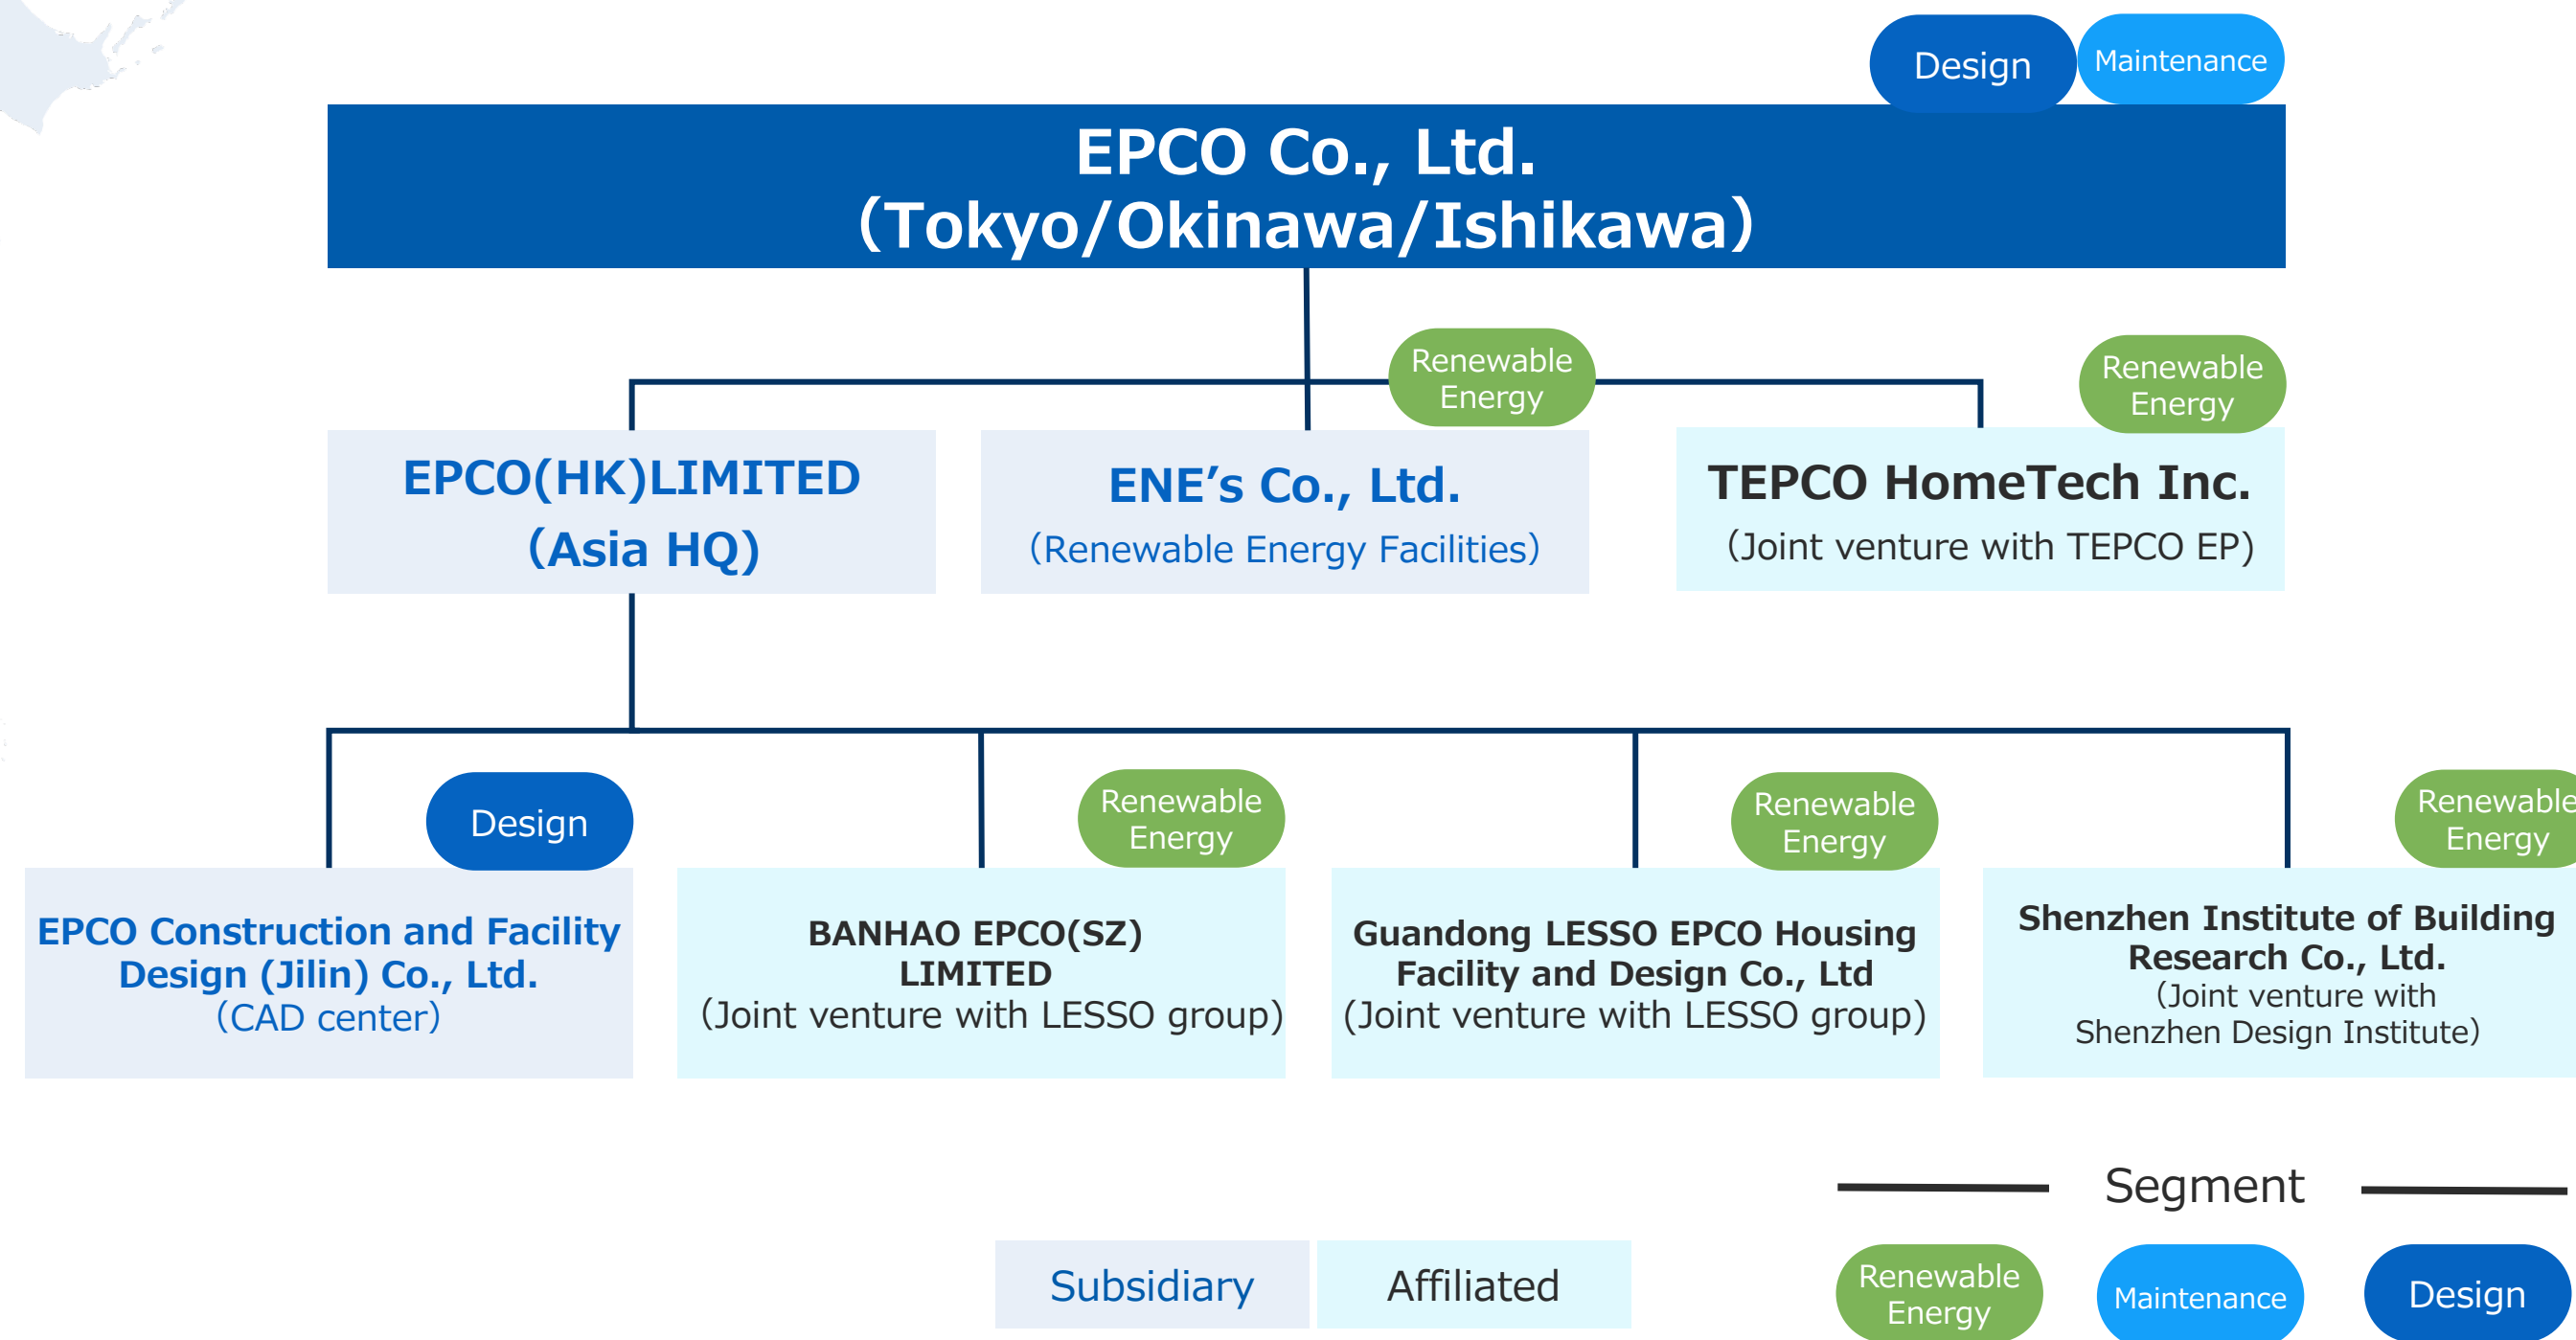 Design
Maintenance
EPCO Co., Ltd.
(Tokyo/Okinawa/Ishikawa)
Renewable
Energy
Renewable
Energy
EPCO(HK)LIMITED
(Asia HQ)
ENE’s Co., Ltd.
(Renewable Energy Facilities)
TEPCO HomeTech Inc.
(Joint venture with TEPCO EP)
Design
Renewable
Energy
Renewable
Energy
Renewable
Energy
EPCO Construction and Facility
Design (Jilin) Co., Ltd.
(CAD center)
BANHAO EPCO(SZ)
LIMITED
(Joint venture with LESSO group)
Guandong LESSO EPCO Housing
Facility and Design Co., Ltd
(Joint venture with LESSO group)
Shenzhen Institute of Building
Research Co., Ltd.
(Joint venture with
Shenzhen Design Institute)
Segment
Subsidiary
Affiliated
Renewable
Energy
Maintenance
Design